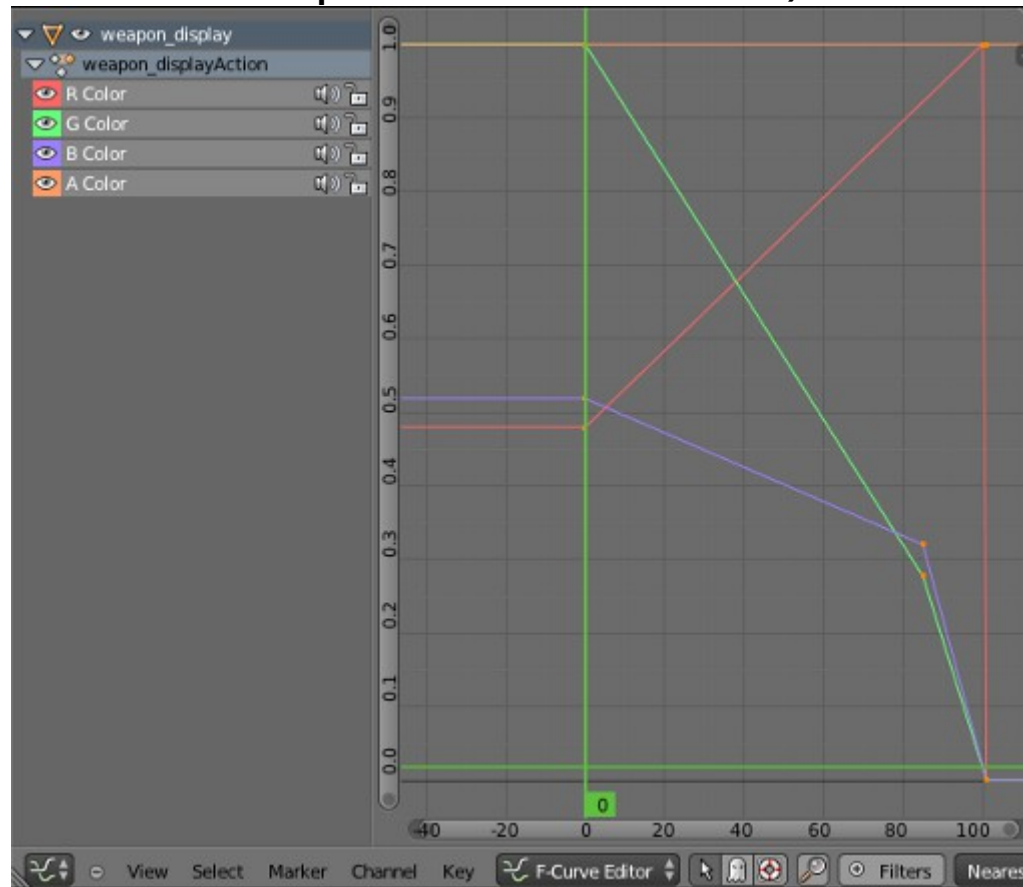 weapon_display
weapon_displayAction
R Color
G Color
B Color
A Color
1.0
0.9
0.8
0.7
0.6
0.5
0.4
0.3
0.2
0.1
0.0
0
-40 -20 0 20 40 60 80 100
View Select Marker Channel Key F-Curve Editor Filters Neares